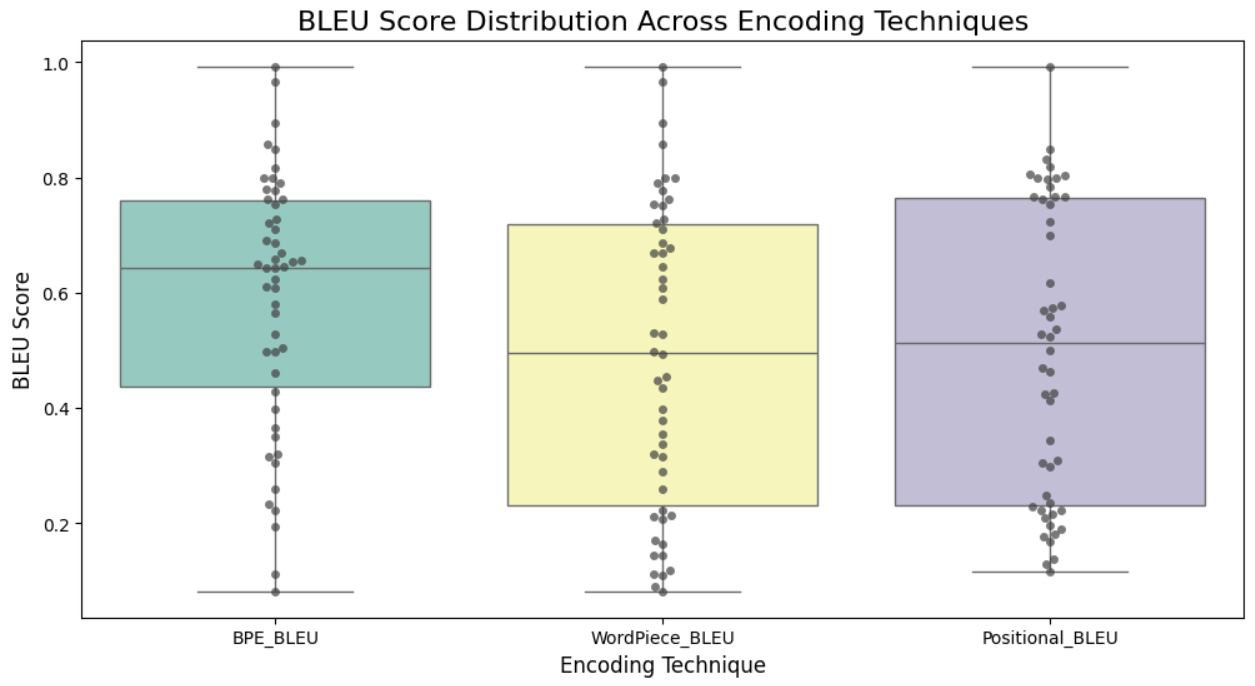 BLEU Score Distribution Across Encoding Techniques
BLEU Score
1.0
0.8
0.6
0.4
0.2
BPE_BLEU
WordPiece_BLEU
Positional_BLEU
Encoding Technique